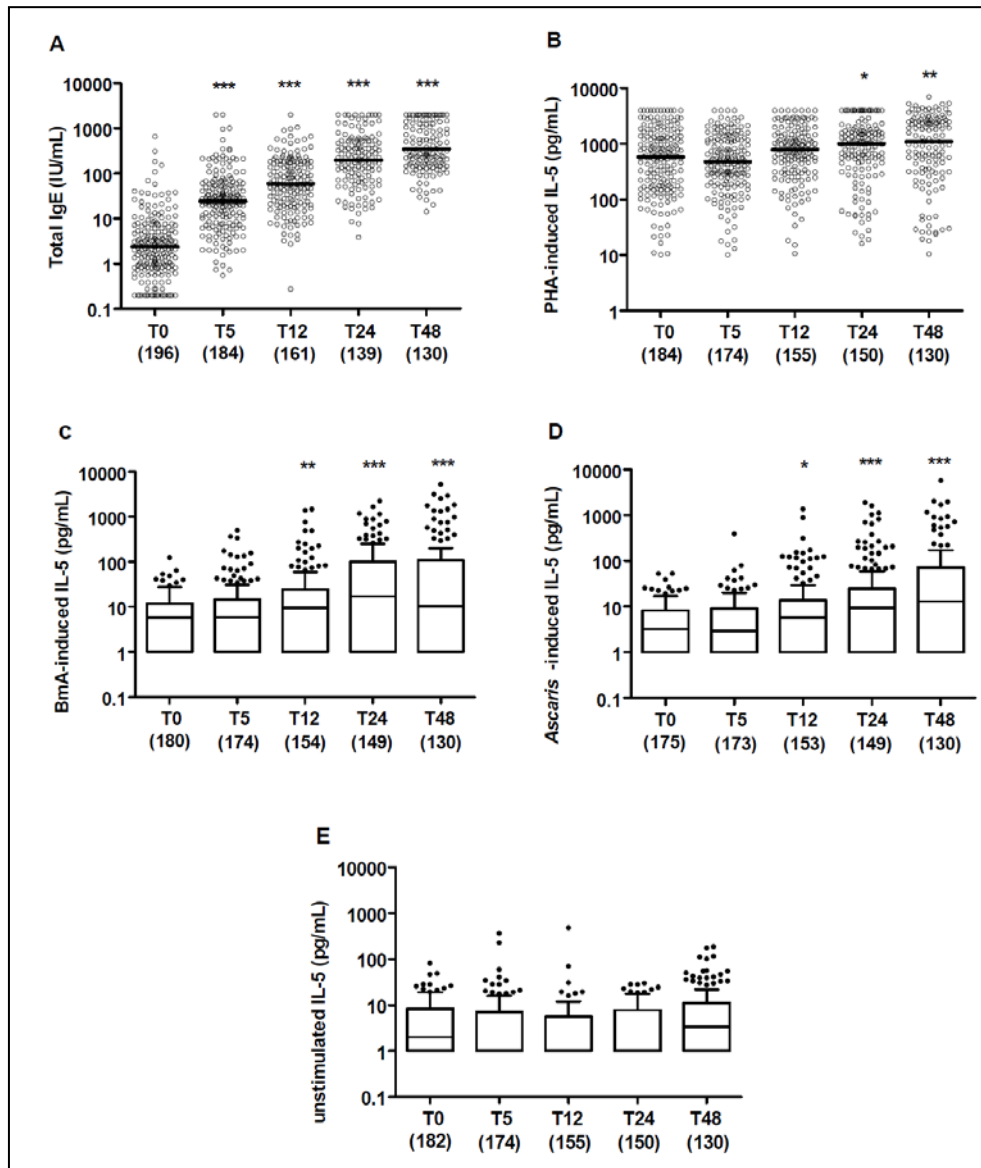 A
*** *** *** ***
Total IgE (IU/mL)
10000
1000
100
10
1
0.1
T0 T5 T12 T24 T48
(196) (184) (161) (139) (130)
B
* **
PHA-induced IL-5 (pg/mL)
10000
1000
100
10
1
T0 T5 T12 T24 T48
(184) (174) (155) (150) (130)
C
** *** ***
BmA-induced IL-5 (pg/mL)
10000
1000
100
10
1
0.1
T0 T5 T12 T24 T48
(180) (174) (154) (149) (130)
D
* *** ***
Ascaris -induced IL-5 (pg/mL)
10000
1000
100
10
1
0.1
T0 T5 T12 T24 T48
(175) (173) (153) (149) (130)
E
unstimulated IL-5 (pg/mL)
10000
1000
100
10
1
0.1
T0 T5 T12 T24 T48
(182) (174) (155) (150) (130)